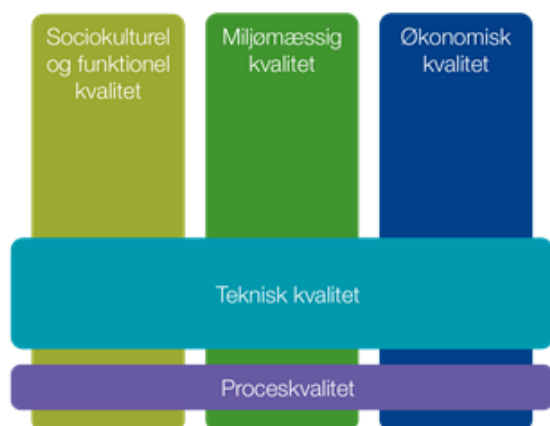 Sociokulturel
og funktionel
kvalitet
Miljømæssig
kvalitet
Økonomisk
kvalitet
Teknisk kvalitet
Proceskvalitet